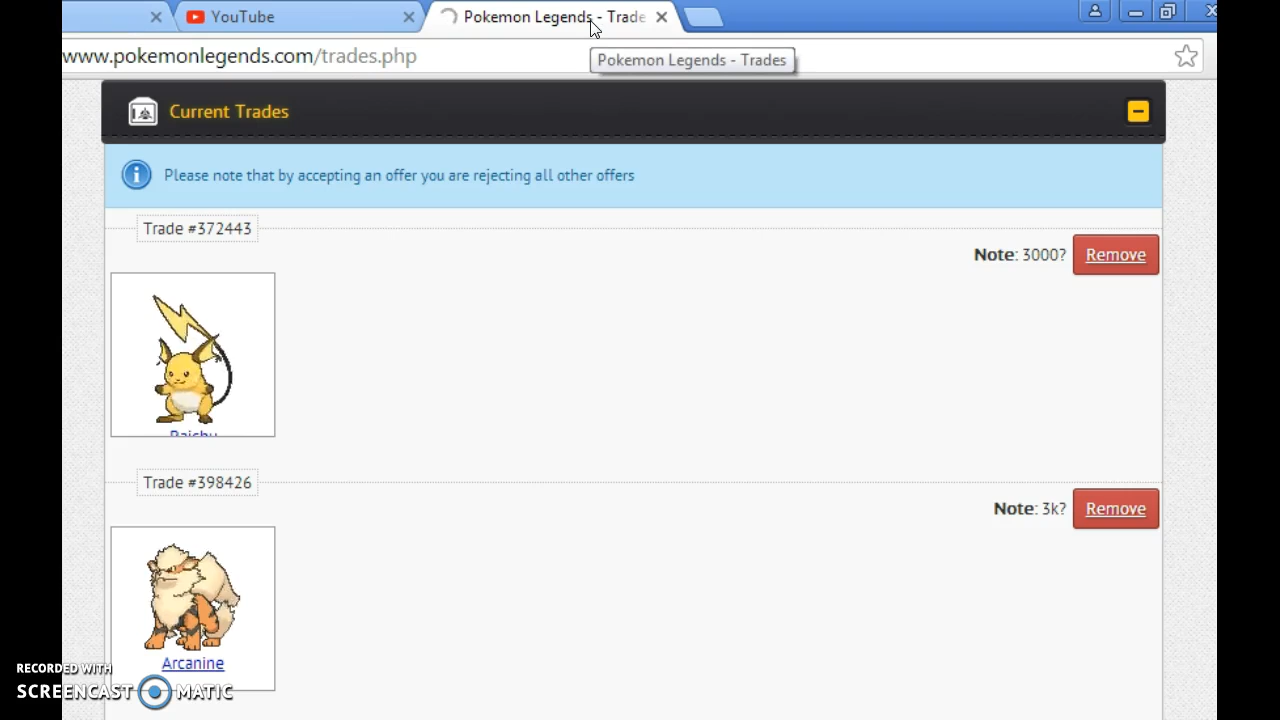 YouTube
Pokemon Legends - Trade
www.pokemonlegends.com/trades.php
Pokemon Legends - Trades
Current Trades
Please note that by accepting an offer you are rejecting all other offers
Trade #372443
Note: 3000? Remove
Raichu
Trade #398426
Note: 3k? Remove
Arcanine
RECORDED WITH
SCREENCAST MATIC